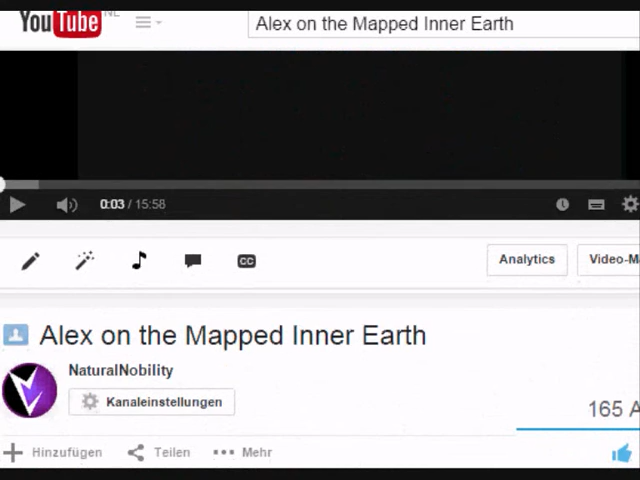 YouTube NL
Alex on the Mapped Inner Earth
0:03 / 15:58
CC
Analytics
Video-M
Alex on the Mapped Inner Earth
NaturalNobility
Kanaleinstellungen
165 A
Hinzufügen Teilen Mehr